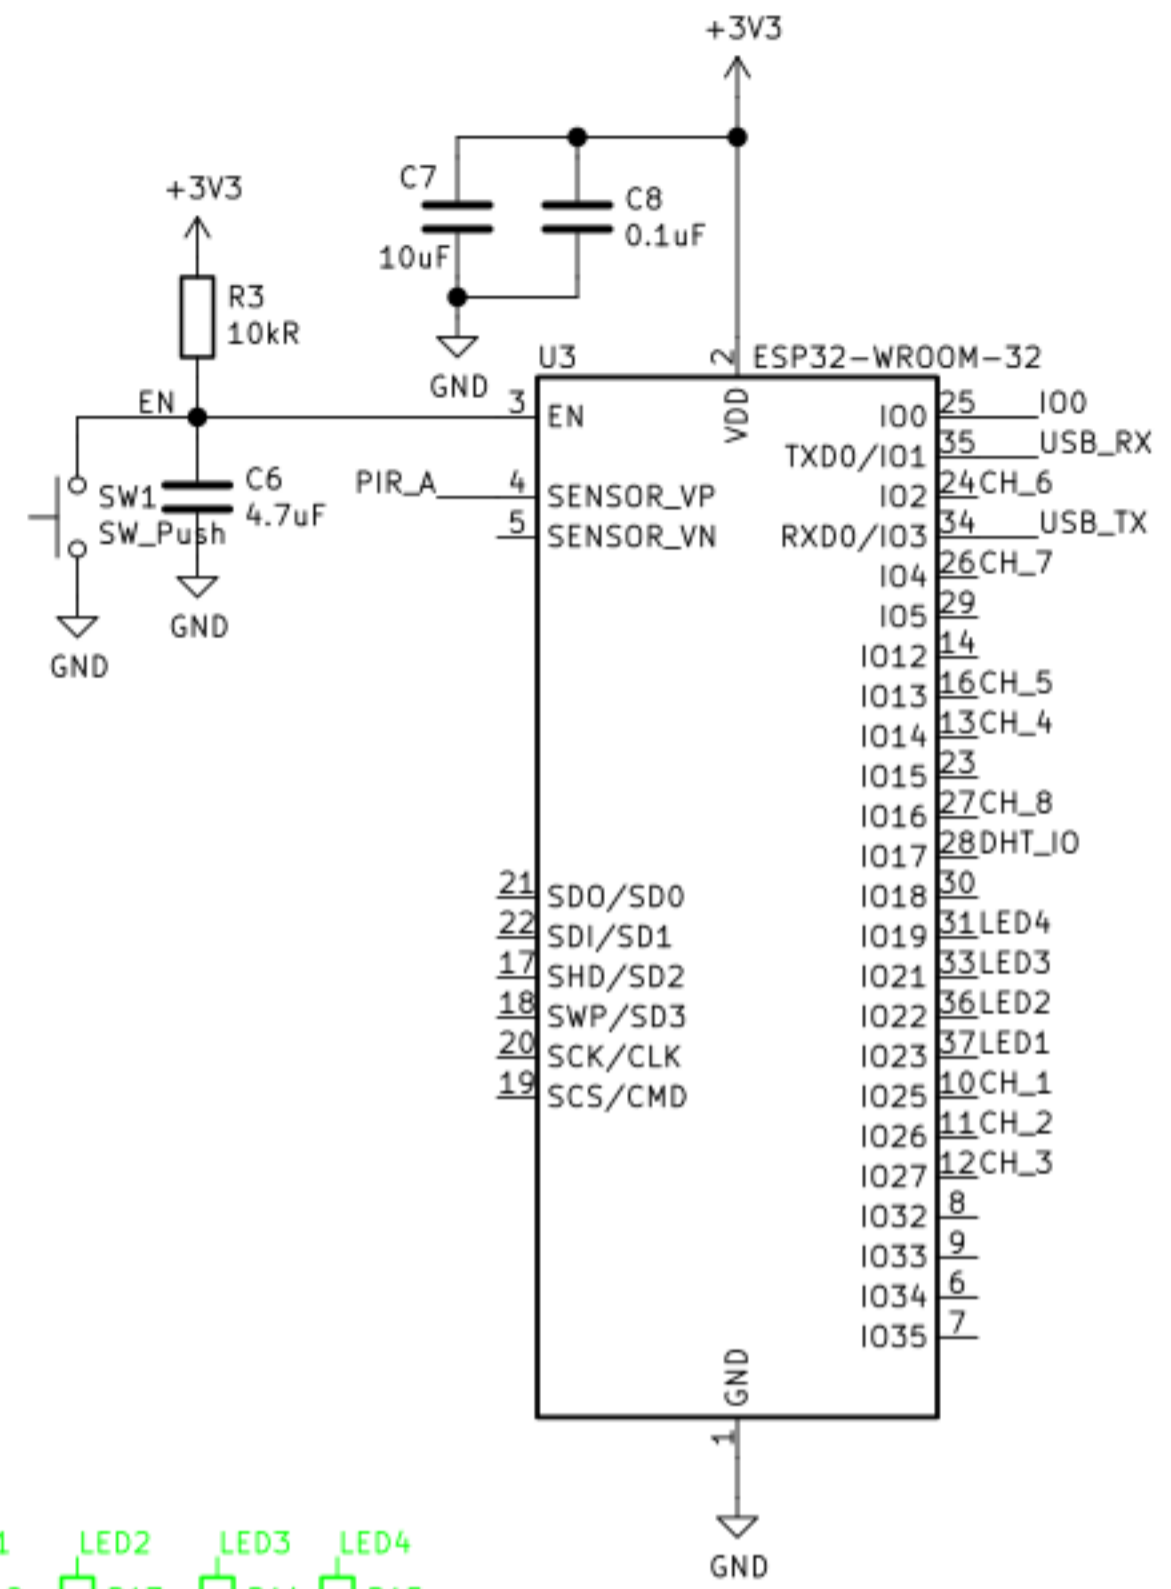 +3V3
C7
10uF
C8
0.1uF
GND
+3V3
R3
10kR
EN
SW1
SW_Push
C6
4.7uF
GND
GND
PIR_A
U3
ESP32-WROOM-32
2
VDD
3 EN
4 SENSOR_VP
5 SENSOR_VN
21 SDO/SD0
22 SDI/SD1
17 SHD/SD2
18 SWP/SD3
20 SCK/CLK
19 SCS/CMD
IO0 25 IO0
TXD0/IO1 35 USB_RX
IO2 24 CH_6
RXD0/IO3 34 USB_TX
IO4 26 CH_7
IO5 29
IO12 14
IO13 16 CH_5
IO14 13 CH_4
IO15 23
IO16 27 CH_8
IO17 28 DHT_IO
IO18 30
IO19 31 LED4
IO21 33 LED3
IO22 36 LED2
IO23 37 LED1
IO25 10 CH_1
IO26 11 CH_2
IO27 12 CH_3
IO32 8
IO33 9
IO34 6
IO35 7
GND
1
GND
LED2
LED3
LED4